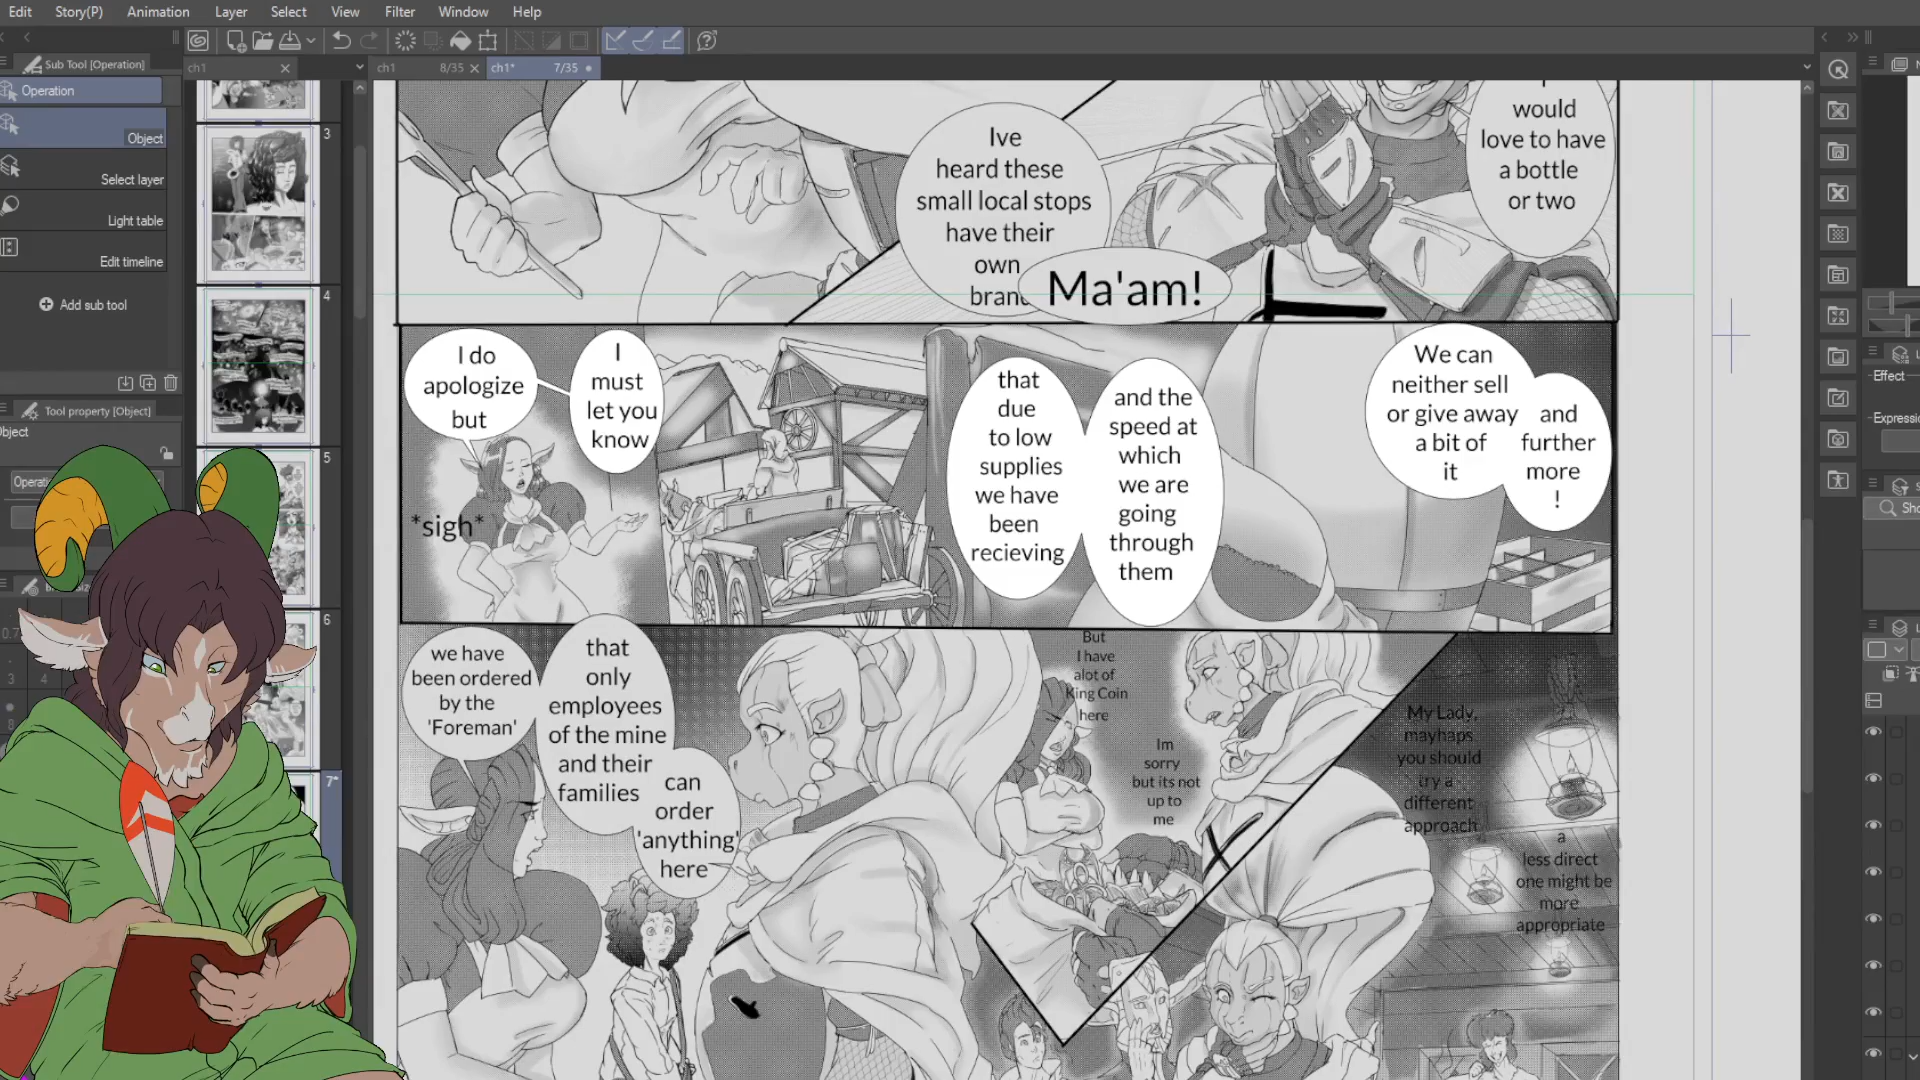 Edit Story(P) Animation Layer Select View Filter Window Help
Sub Tool [Operation]
ch1
ch1 8/35
ch1* 7/35
Operation
Object
Select layer
Light table
Edit timeline
Add sub tool
Tool property [Object]
3
4
5
6
7*
Effect
Ive
heard these
small local stops
have their
own
Ma'am!
would
love to have
a bottle
or two
I do
apologize
but
I
must
let you
know
*sigh*
that
due
to low
supplies
we have
been
recieving
and the
speed at
which
we are
going
through
them
We can
neither sell
or give away
a bit of
it
and
further
more
!
we have
been ordered
by the
'Foreman'
that
only
employees
of the mine
and their
families
can
order
'anything'
here
But
I have
alot of
King Coin
here
Im
sorry
but its not
up to
me
My Lady,
mayhaps
you should
try a
different
approach
a
less direct
one might be
more
appropriate